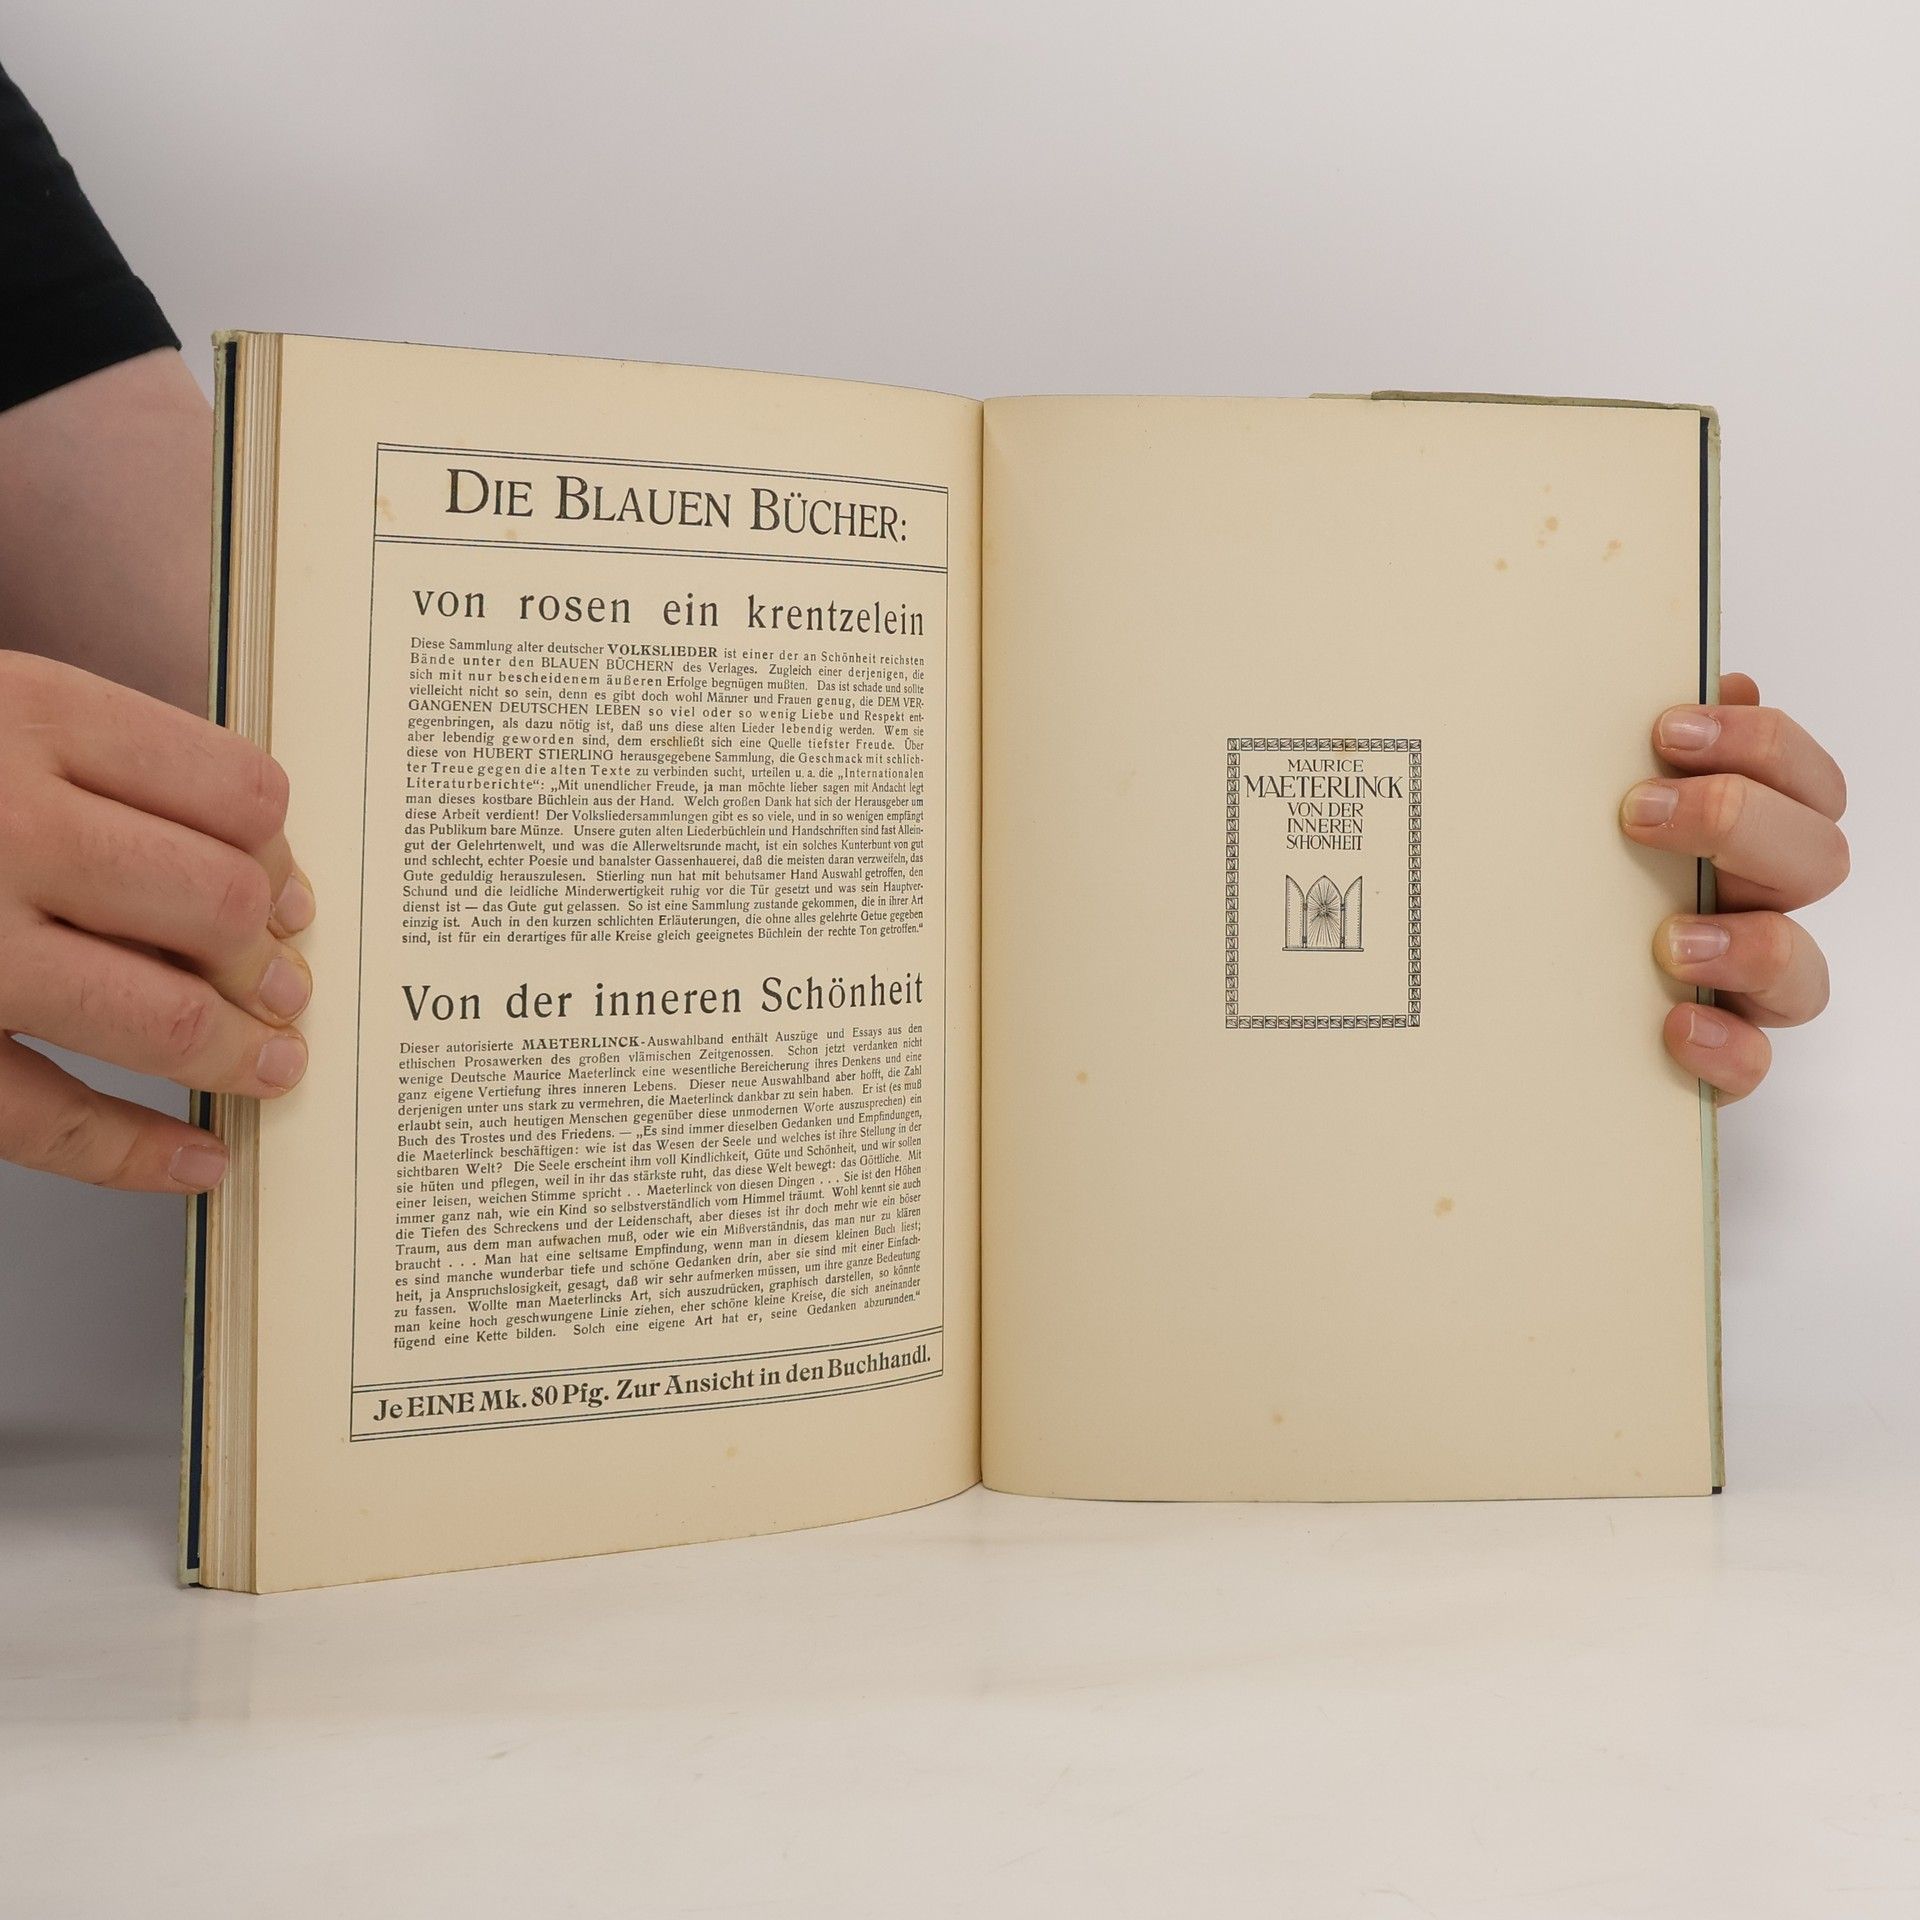 DIE BLAUEN BÜCHER:
von rosen ein krentzelein
Diese Sammlung alter deutscher VOLKSLIEDER ist einer der an Schönheit reichsten
Bände unter den BLAUEN BÜCHERN des Verlages. Zugleich einer derjenigen, die
sich mit nur bescheidenem äußeren Erfolge begnügen mußten. Das ist schade und sollte
vielleicht nicht so sein, denn es gibt doch wohl Männer und Frauen genug, die DEM VER-
GANGENEN DEUTSCHEN LEBEN so viel oder so wenig Liebe und Respekt ent-
gegenbringen, als dazu nötig ist, daß uns diese alten Lieder lebendig werden. Wem sie
aber lebendig geworden sind, dem erschließt sich eine Quelle tiefster Freude. Über
diese von HUBERT STIERLING herausgegebene Sammlung, die Geschmack mit schlich-
ter Treue gegen die alten Texte zu verbinden sucht, urteilen u. a. die „Internationalen
Literaturberichte“: „Mit unendlicher Freude, ja man möchte lieber sagen mit Andacht legt
man dieses kostbare Büchlein aus der Hand. Welch großen Dank hat sich der Herausgeber um
diese Arbeit verdient! Der Volksliedersammlungen gibt es so viele, und in so wenigen empfängt
das Publikum bare Münze. Unsere guten alten Liederbüchlein und Handschriften sind fast Allein-
gut der Gelehrtenwelt, und was die Allerweltsrunde macht, ist ein solches Kunterbunt von gut
und schlecht, echter Poesie und banalster Gassenhauerei, daß die meisten daran verzweifeln, das
Gute geduldig herauszulesen. Stierling nun hat mit behutsamer Hand Auswahl getroffen, den
Schund und die leidliche Minderwertigkeit ruhig vor die Tür gesetzt und was sein Hauptver-
dienst ist — das Gute gut gelassen. So ist eine Sammlung zustande gekommen, die in ihrer Art
einzig ist. Auch in den kurzen schlichten Erläuterungen, die ohne alles gelehrte Getue gegeben
sind, ist für ein derartiges für alle Kreise gleich geeignetes Büchlein der rechte Ton getroffen.“
Von der inneren Schönheit
Dieser autorisierte MAETERLINCK-Auswahlband enthält Auszüge und Essays aus den
ethischen Prosawerken des großen vlämischen Zeitgenossen. Schon jetzt verdanken nicht
wenige Deutsche Maurice Maeterlinck eine wesentliche Bereicherung ihres Denkens und eine
ganz eigene Vertiefung ihres inneren Lebens. Dieser neue Auswahlband aber hofft, die Zahl
derjenigen unter uns stark zu vermehren, die Maeterlinck dankbar zu sein haben. Er ist (es muß
erlaubt sein, auch heutigen Menschen gegenüber diese unmodernen Worte auszusprechen) ein
Buch des Trostes und des Friedens. — „Es sind immer dieselben Gedanken und Empfindungen,
die Maeterlinck beschäftigen: wie ist das Wesen der Seele und welches ist ihre Stellung in der
sichtbaren Welt? Die Seele erscheint ihm voll Kindlichkeit, Güte und Schönheit, und wir sollen
sie hüten und pflegen, weil in ihr das stärkste ruht, das diese Welt bewegt: das Göttliche. Mit
einer leisen, weichen Stimme spricht . . Maeterlinck von diesen Dingen . . . Sie ist den Höhen
immer ganz nah, wie ein Kind so selbstverständlich vom Himmel träumt. Wohl kennt sie auch
die Tiefen des Schreckens und der Leidenschaft, aber dieses ist ihr doch mehr wie ein böser
Traum, aus dem man aufwachen muß, oder wie ein Mißverständnis, das man nur zu klären
braucht . . . Man hat eine seltsame Empfindung, wenn man in diesem kleinen Buch liest;
es sind manche wunderbar tiefe und schöne Gedanken drin, aber sie sind mit einer Einfach-
heit, ja Anspruchslosigkeit, gesagt, daß wir sehr aufmerken müssen, um ihre ganze Bedeutung
zu fassen. Wollte man Maeterlincks Art, sich auszudrücken, graphisch darstellen, so könnte
man keine hoch geschwungene Linie ziehen, eher schöne kleine Kreise, die sich aneinander
fügend eine Kette bilden. Solch eine eigene Art hat er, seine Gedanken abzurunden.“
Je EINE Mk. 80 Pfg. Zur Ansicht in den Buchhandl.
MAURICE
MAETERLINCK
VON DER
INNEREN
SCHÖNHEIT